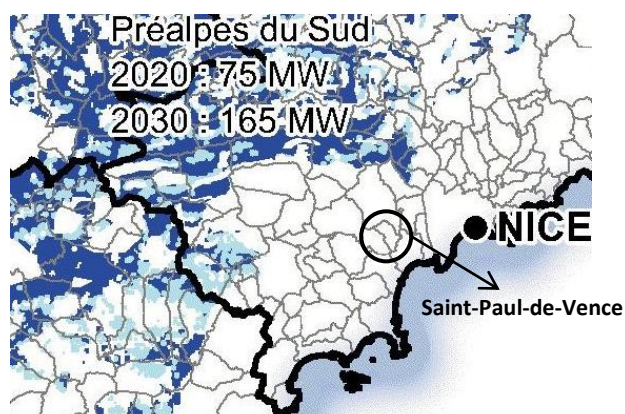 Préalpes du Sud
2020 : 75 MW
2030 : 165 MW
NICE
Saint-Paul-de-Vence